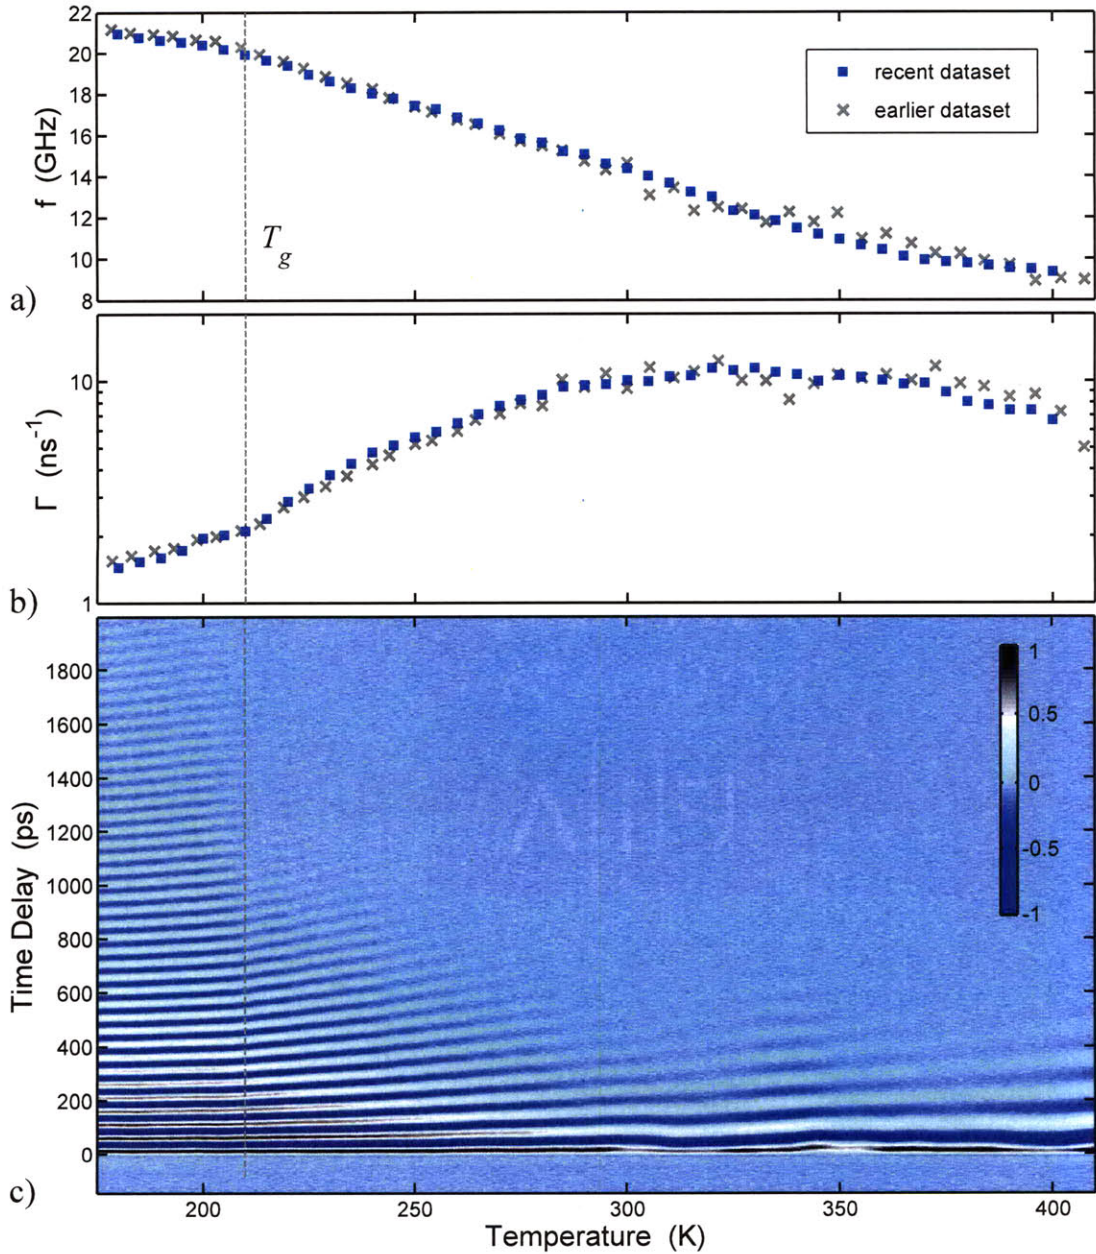 22
20
18
16
14
12
10
8
f (GHz)
recent dataset
earlier dataset
T_g
a)
10
1
Γ (ns⁻¹)
b)
1800
1600
1400
1200
1000
800
600
400
200
0
Time Delay (ps)
1
0.5
0
-0.5
-1
c)
200 250 300 350 400
Temperature (K)